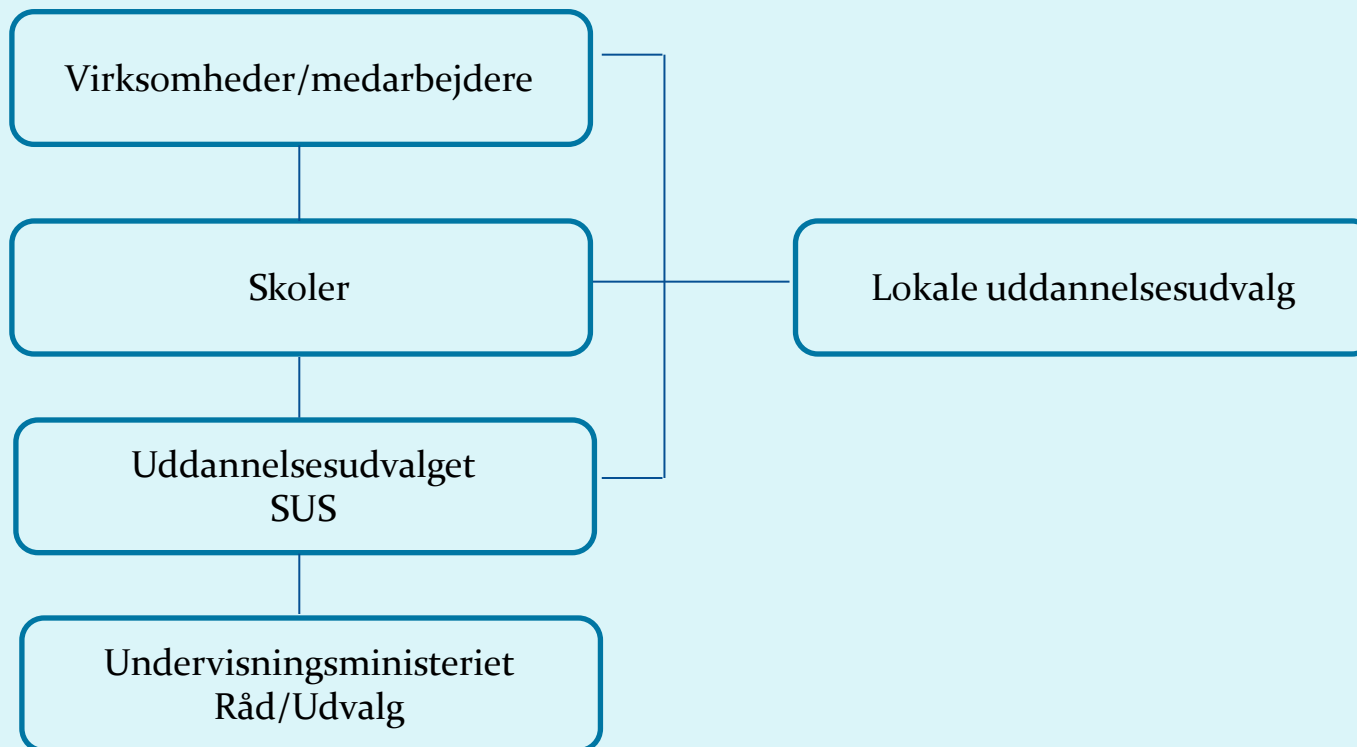 Virksomheder/medarbejdere
Skoler
Lokale uddannelsesudvalg
Uddannelsesudvalget
SUS
Undervisningsministeriet
Råd/Udvalg